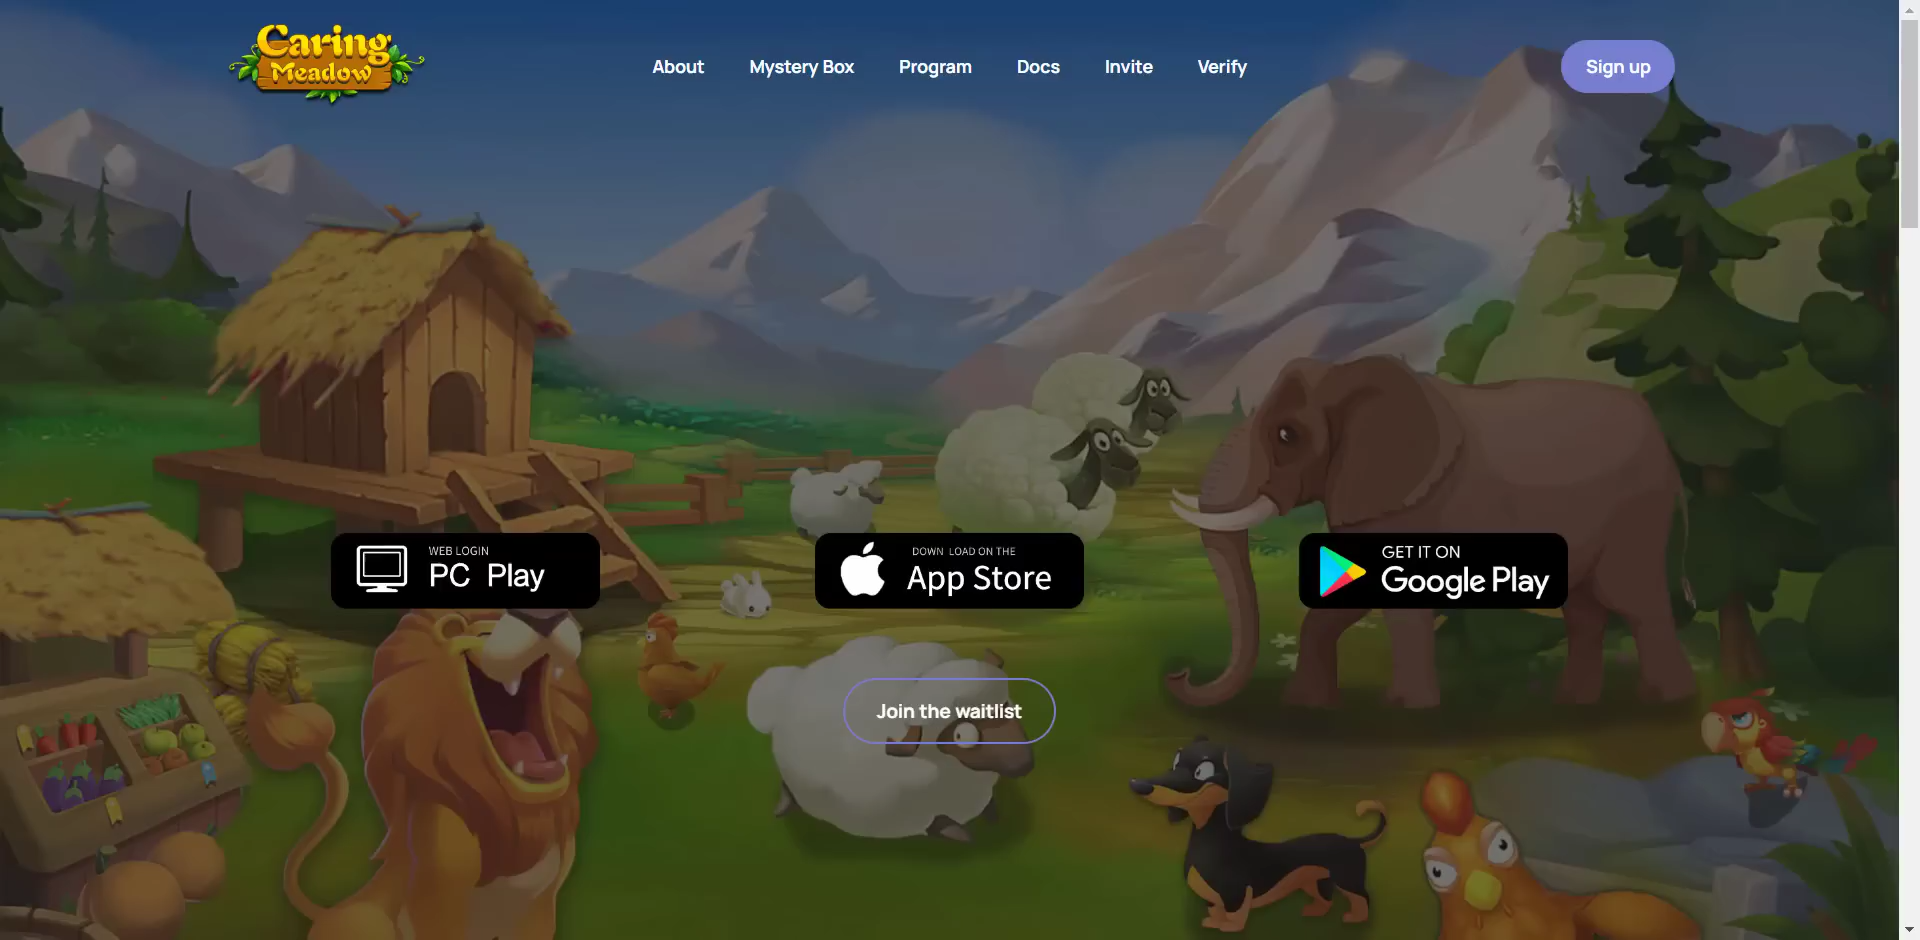 Caring
Meadow
About
Mystery Box
Program
Docs
Invite
Verify
Sign up
WEB LOGIN
PC Play
DOWN LOAD ON THE
App Store
GET IT ON
Google Play
Join the waitlist